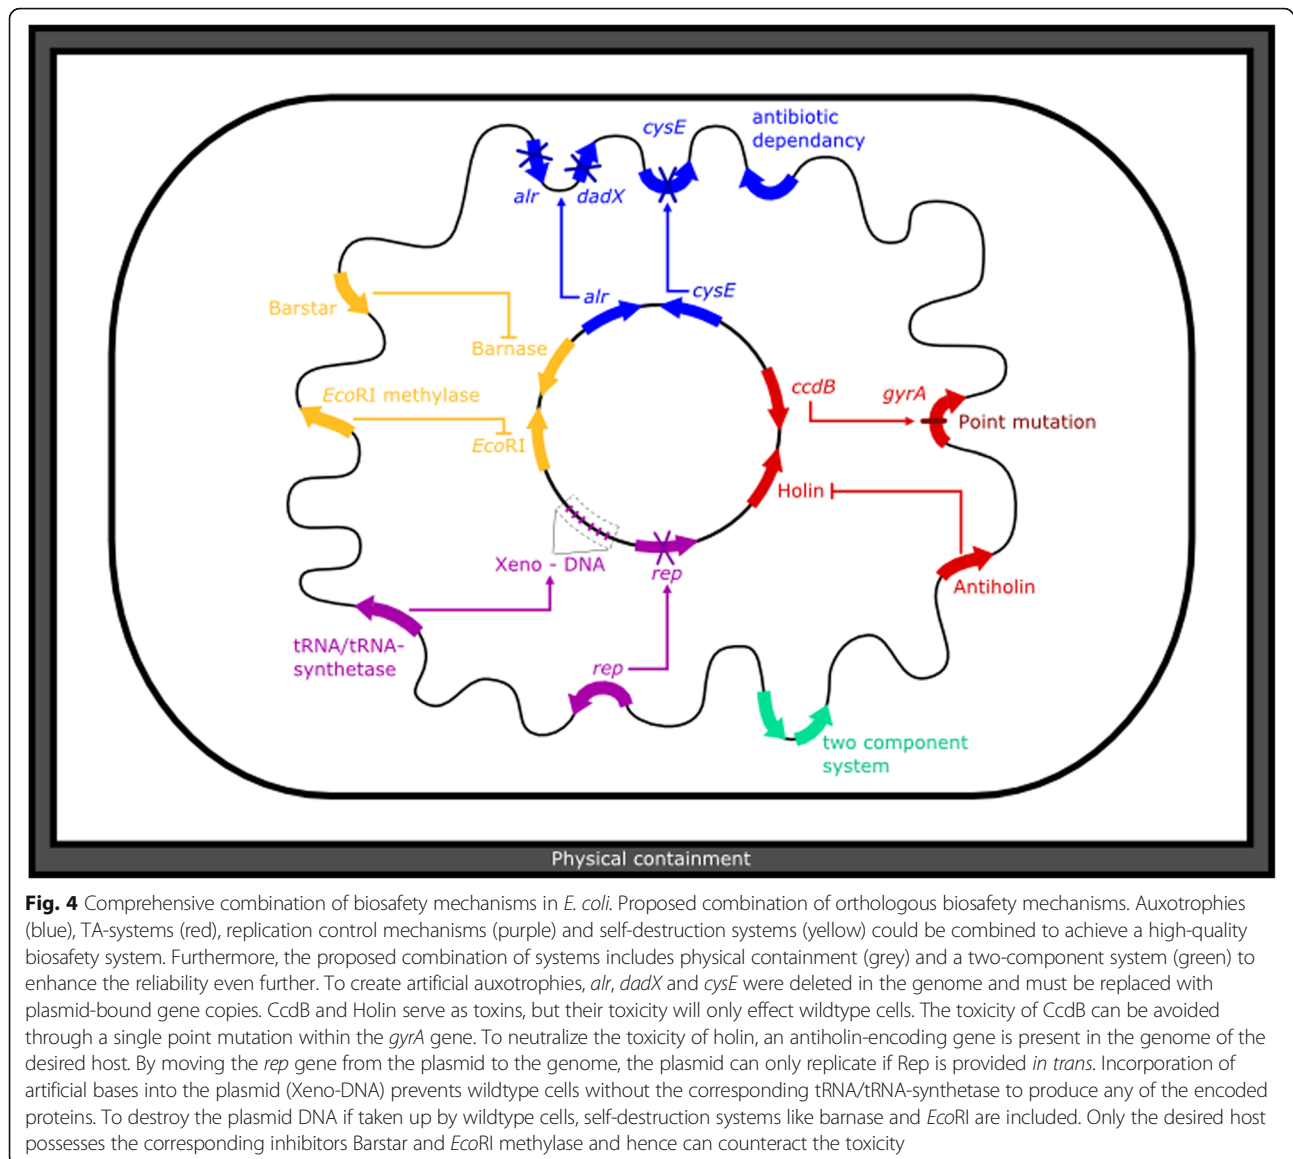 cysE
antibiotic
dependancy
alr
dadX
Barstar
alr
cysE
Barnase
EcoRI methylase
EcoRI
ccdB
gyrA
Point mutation
Holin
Xeno - DNA
rep
Antiholin
tRNA/tRNA-
synthetase
rep
two component
system
Physical containment
Fig. 4 Comprehensive combination of biosafety mechanisms in E. coli. Proposed combination of orthologous biosafety mechanisms. Auxotrophies
(blue), TA-systems (red), replication control mechanisms (purple) and self-destruction systems (yellow) could be combined to achieve a high-quality
biosafety system. Furthermore, the proposed combination of systems includes physical containment (grey) and a two-component system (green) to
enhance the reliability even further. To create artificial auxotrophies, alr, dadX and cysE were deleted in the genome and must be replaced with
plasmid-bound gene copies. CcdB and Holin serve as toxins, but their toxicity will only effect wildtype cells. The toxicity of CcdB can be avoided
through a single point mutation within the gyrA gene. To neutralize the toxicity of holin, an antiholin-encoding gene is present in the genome of the
desired host. By moving the rep gene from the plasmid to the genome, the plasmid can only replicate if Rep is provided in trans. Incorporation of
artificial bases into the plasmid (Xeno-DNA) prevents wildtype cells without the corresponding tRNA/tRNA-synthetase to produce any of the encoded
proteins. To destroy the plasmid DNA if taken up by wildtype cells, self-destruction systems like barnase and EcoRI are included. Only the desired host
possesses the corresponding inhibitors Barstar and EcoRI methylase and hence can counteract the toxicity